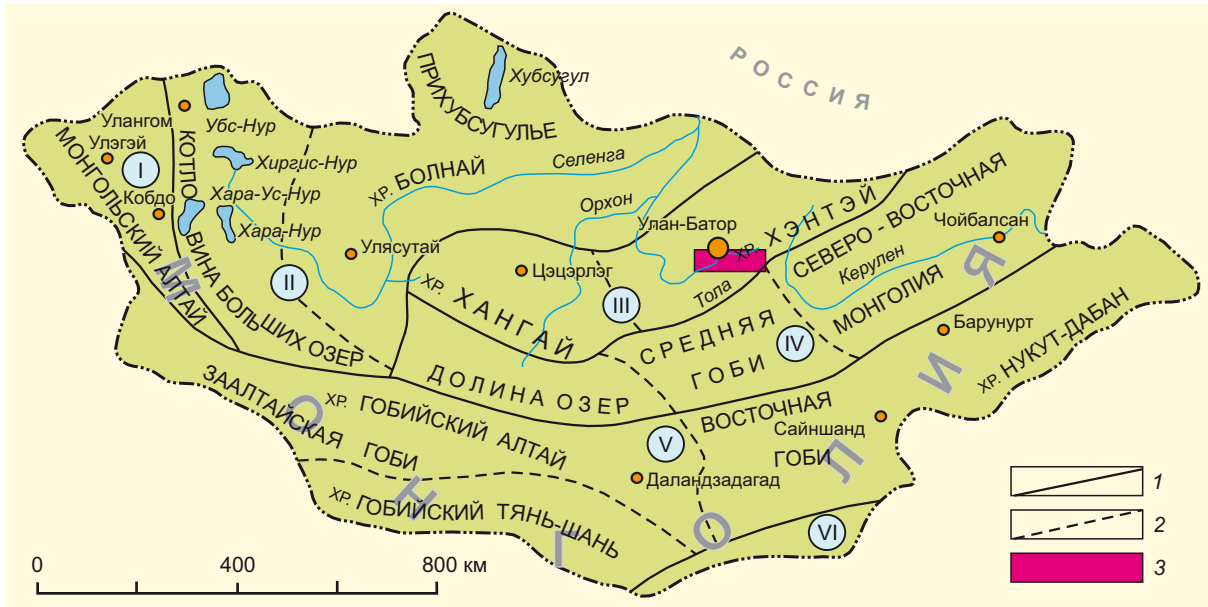 РОССИЯ
МОНГОЛИЯ
ПРИХУБСУГУЛЬЕ
Хубсугул
Улангом
Убс-Нур
Улэгэй
I
МОНГОЛЬСКИЙ АЛТАЙ
КОТЛОВИНА БОЛЬШИХ ОЗЕР
Хиргис-Нур
Кобдо
Хара-Ус-Нур
Хара-Нур
ХР. БОЛНАЙ
Селенга
Орхон
Улан-Батор
ХР. ХЭНТЭЙ
СЕВЕРО-ВОСТОЧНАЯ
МОНГОЛИЯ
Чойбалсан
Керулен
Улясутай
II
Цэцэрлэг
ХР. ХАНГАЙ
III
Тола
СРЕДНЯЯ
ГОБИ
IV
Барунурт
ХР. НУКУТ-ДАБАН
ДОЛИНА ОЗЕР
ЗААЛТАЙСКАЯ ГОБИ
ХР. ГОБИЙСКИЙ АЛТАЙ
ВОСТОЧНАЯ
ГОБИ
Сайншанд
V
Даландзадагад
ХР. ГОБИЙСКИЙ ТЯНЬ-ШАНЬ
VI
1
2
3
0 400 800 км